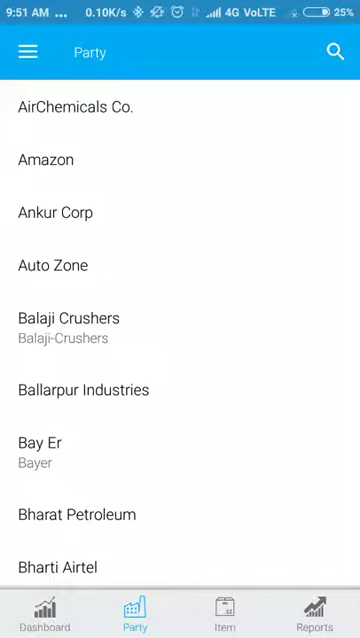 9:51 AM ... 0.10K/s 4G VoLTE 25%
Party
AirChemicals Co.
Amazon
Ankur Corp
Auto Zone
Balaji Crushers
Balaji-Crushers
Ballarpur Industries
Bay Er
Bayer
Bharat Petroleum
Bharti Airtel
Dashboard Party Item Reports